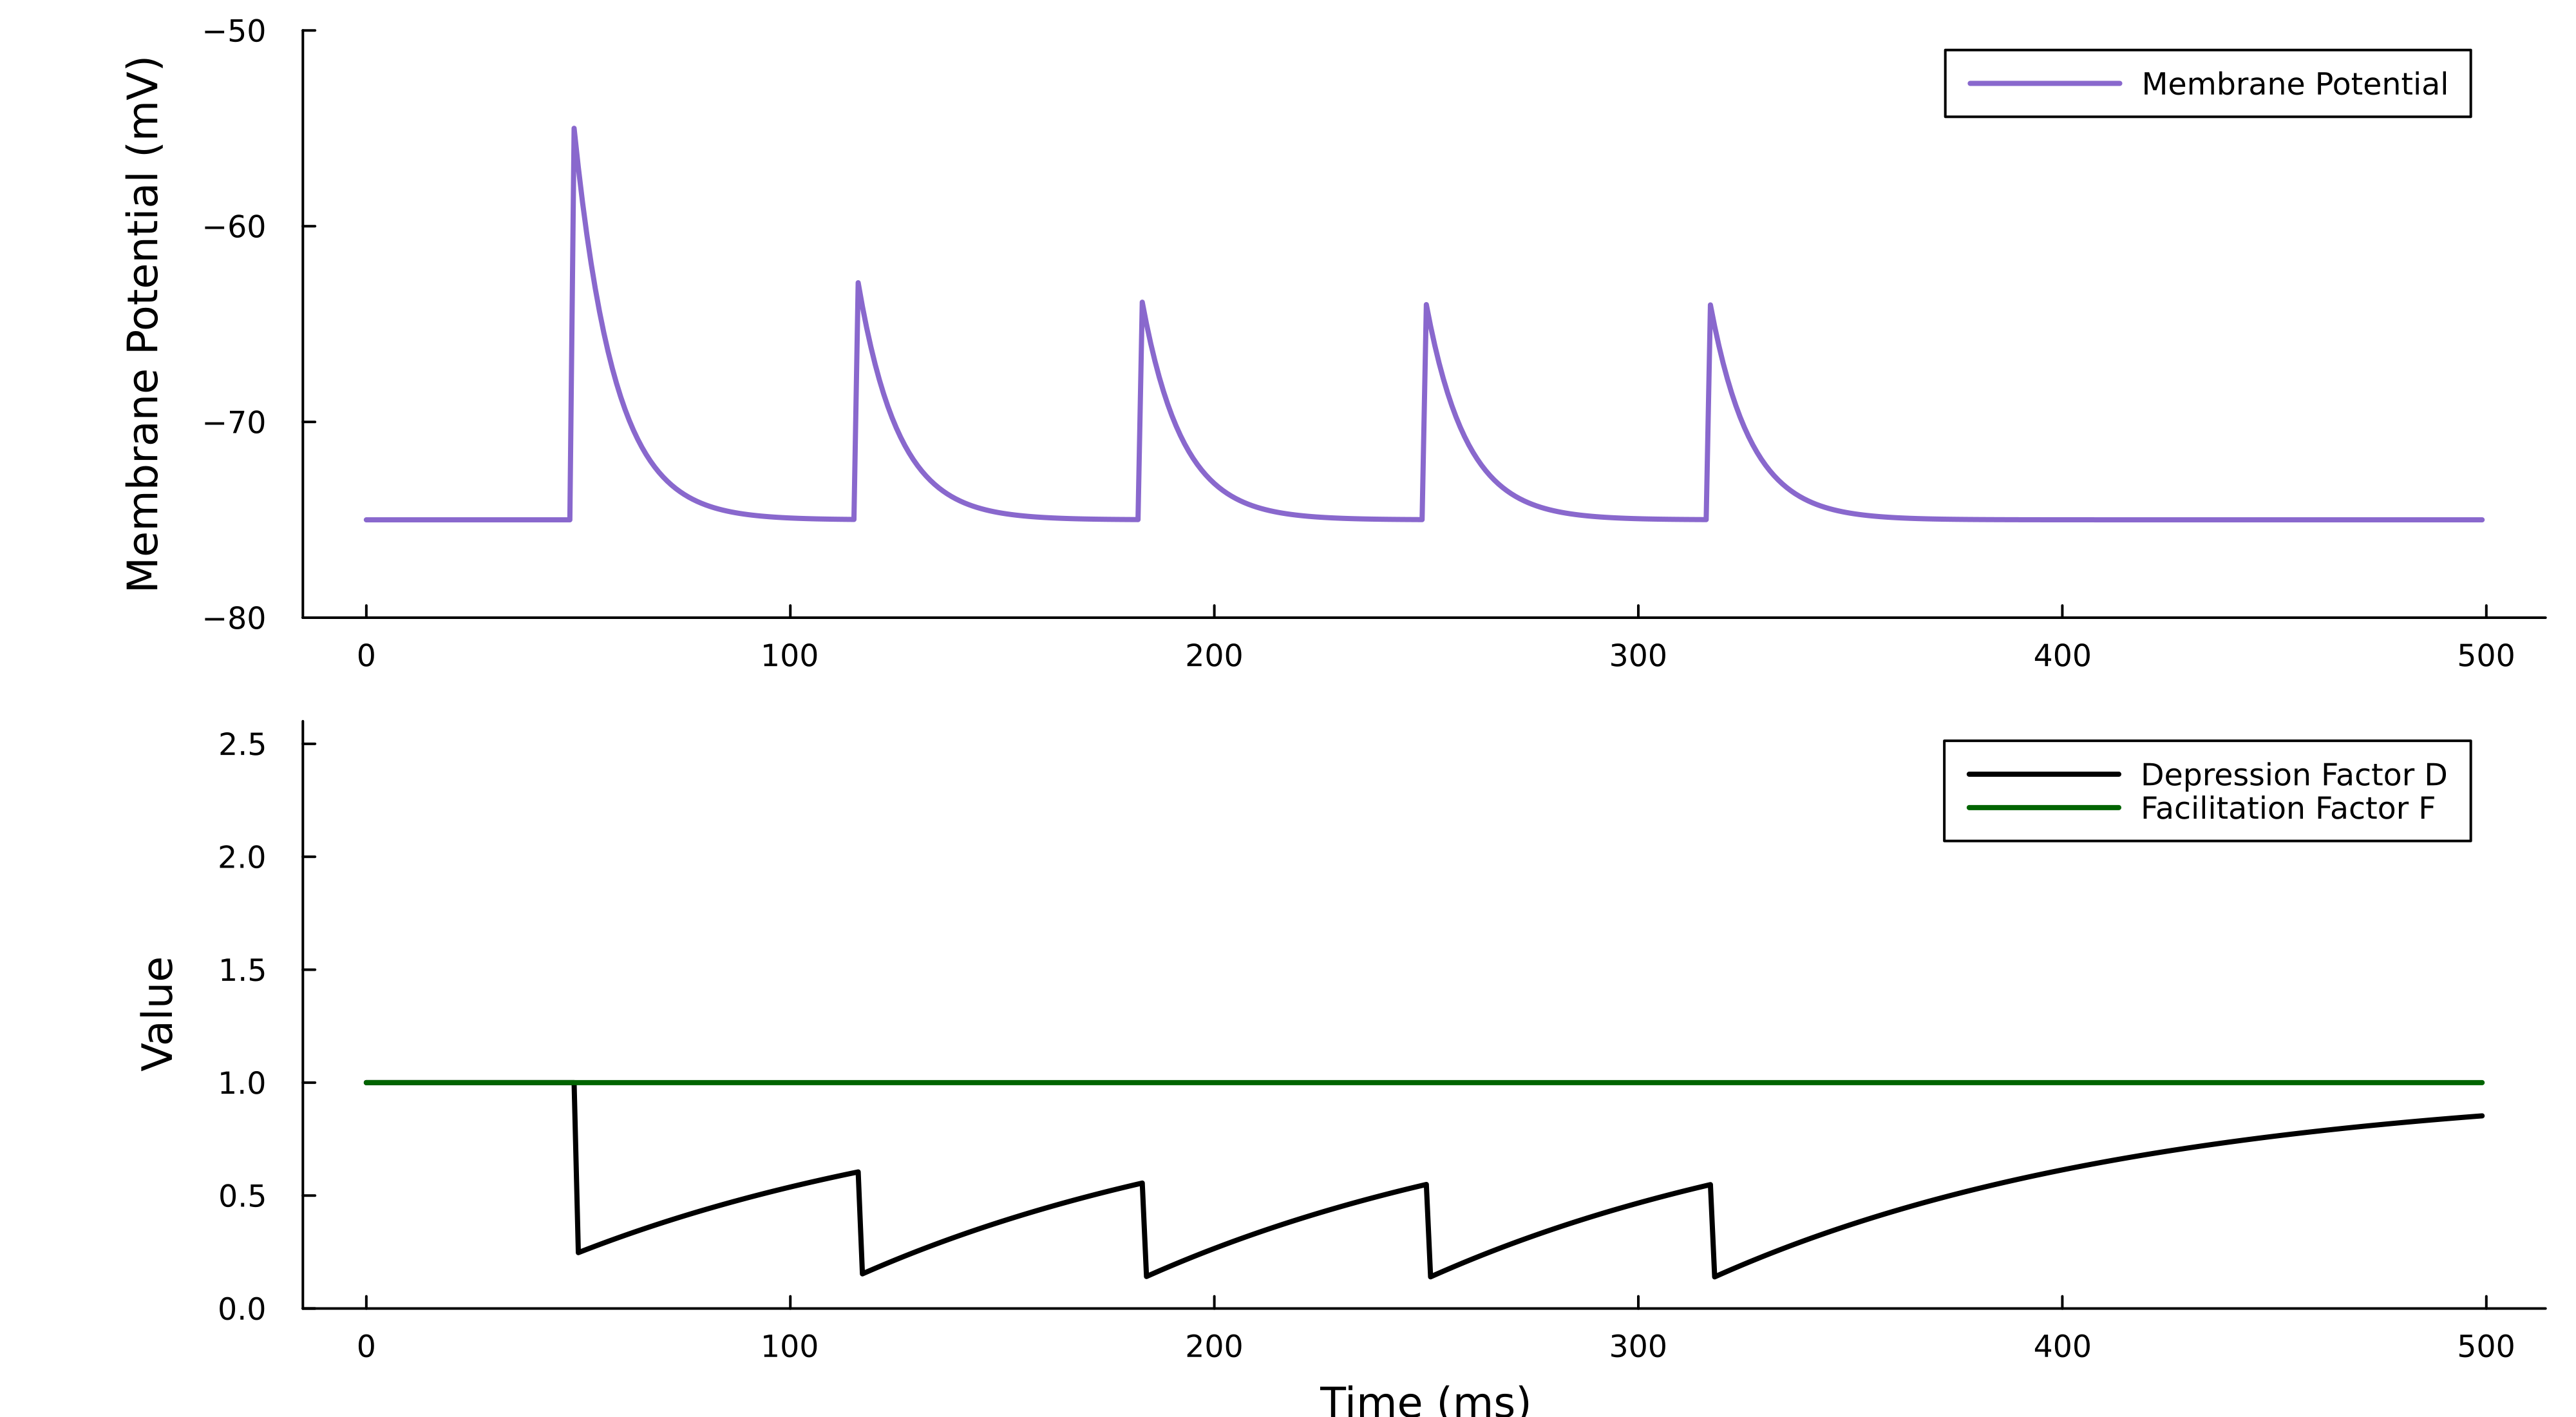 −50
−60
−70
−80
Membrane Potential (mV)
Membrane Potential
0 100 200 300 400 500
2.5
2.0
1.5
1.0
0.5
0.0
Value
Depression Factor D
Facilitation Factor F
0 100 200 300 400 500
Time (ms)